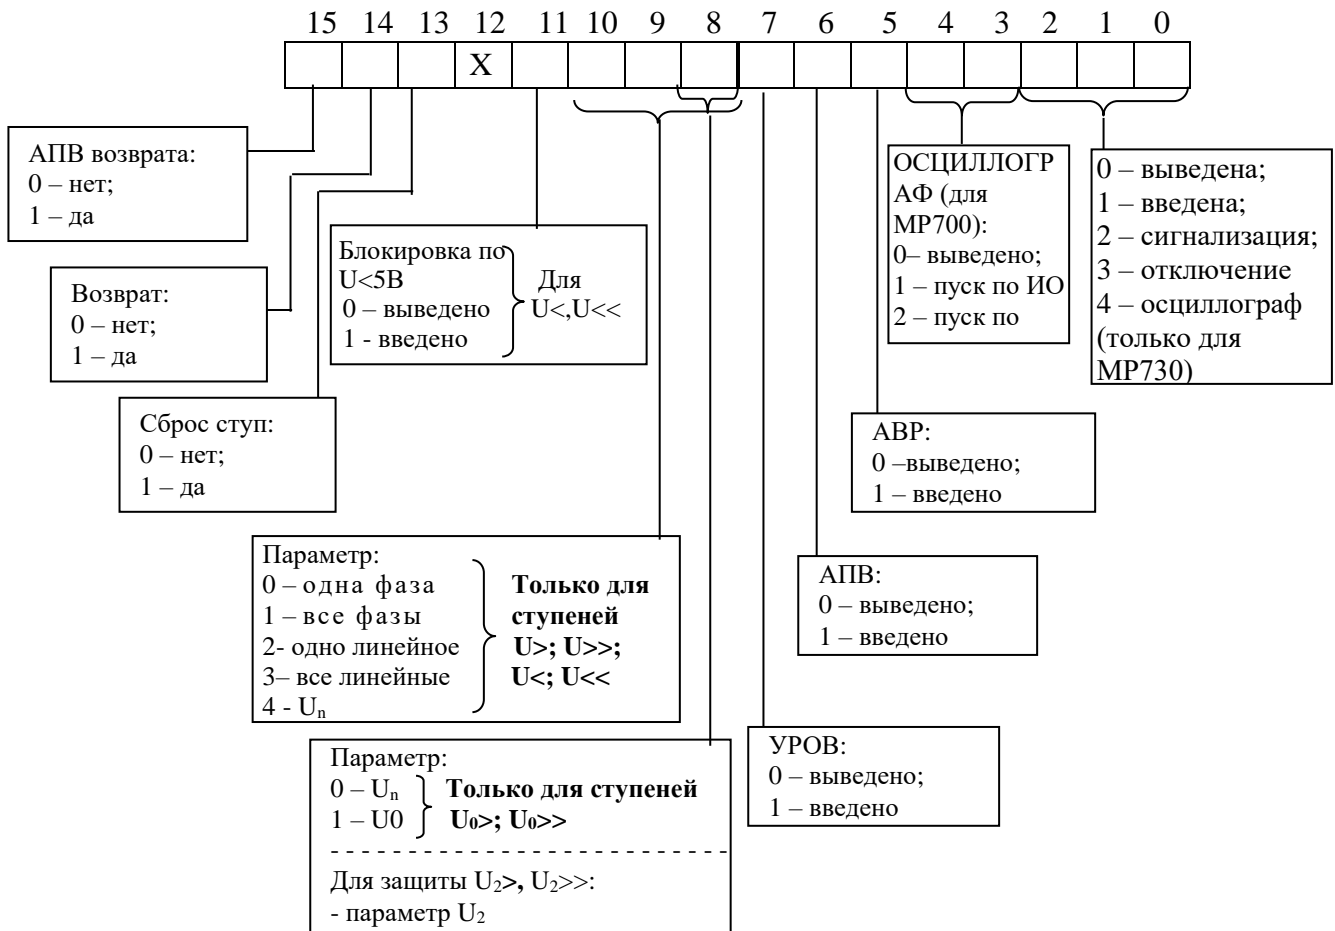 15 14 13 12 11 10 9 8 7 6 5 4 3 2 1 0
X
АПВ возврата:
0 – нет;
1 – да
Возврат:
0 – нет;
1 – да
Сброс ступ:
0 – нет;
1 – да
Блокировка по
U<5В
0 – выведено
1 - введено
Для
U<,U<<
ОСЦИЛЛОГР
АФ (для
МР700):
0– выведено;
1 – пуск по ИО
2 – пуск по
0 – выведена;
1 – введена;
2 – сигнализация;
3 – отключение
4 – осциллограф
(только для
МР730)
АВР:
0 –выведено;
1 – введено
АПВ:
0 – выведено;
1 – введено
Параметр:
0 – одна фаза
1 – все фазы
2- одно линейное
3– все линейные
4 - Un
Только для
ступеней
U>; U>>;
U<; U<<
УРОВ:
0 – выведено;
1 – введено
Параметр:
0 – Un
1 – U0
Только для ступеней
U0>; U0>>
Для защиты U2>, U2>>:
- параметр U2